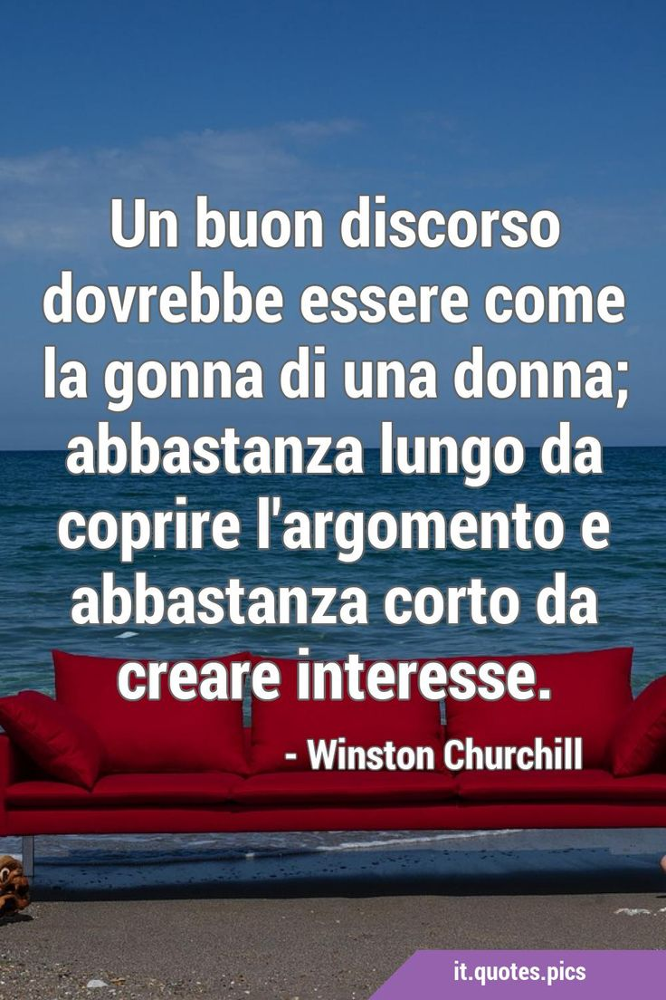 Un buon discorso
dovrebbe essere come
la gonna di una donna;
abbastanza lungo da
coprire l'argomento e
abbastanza corto da
creare interesse.
- Winston Churchill
it.quotes.pics